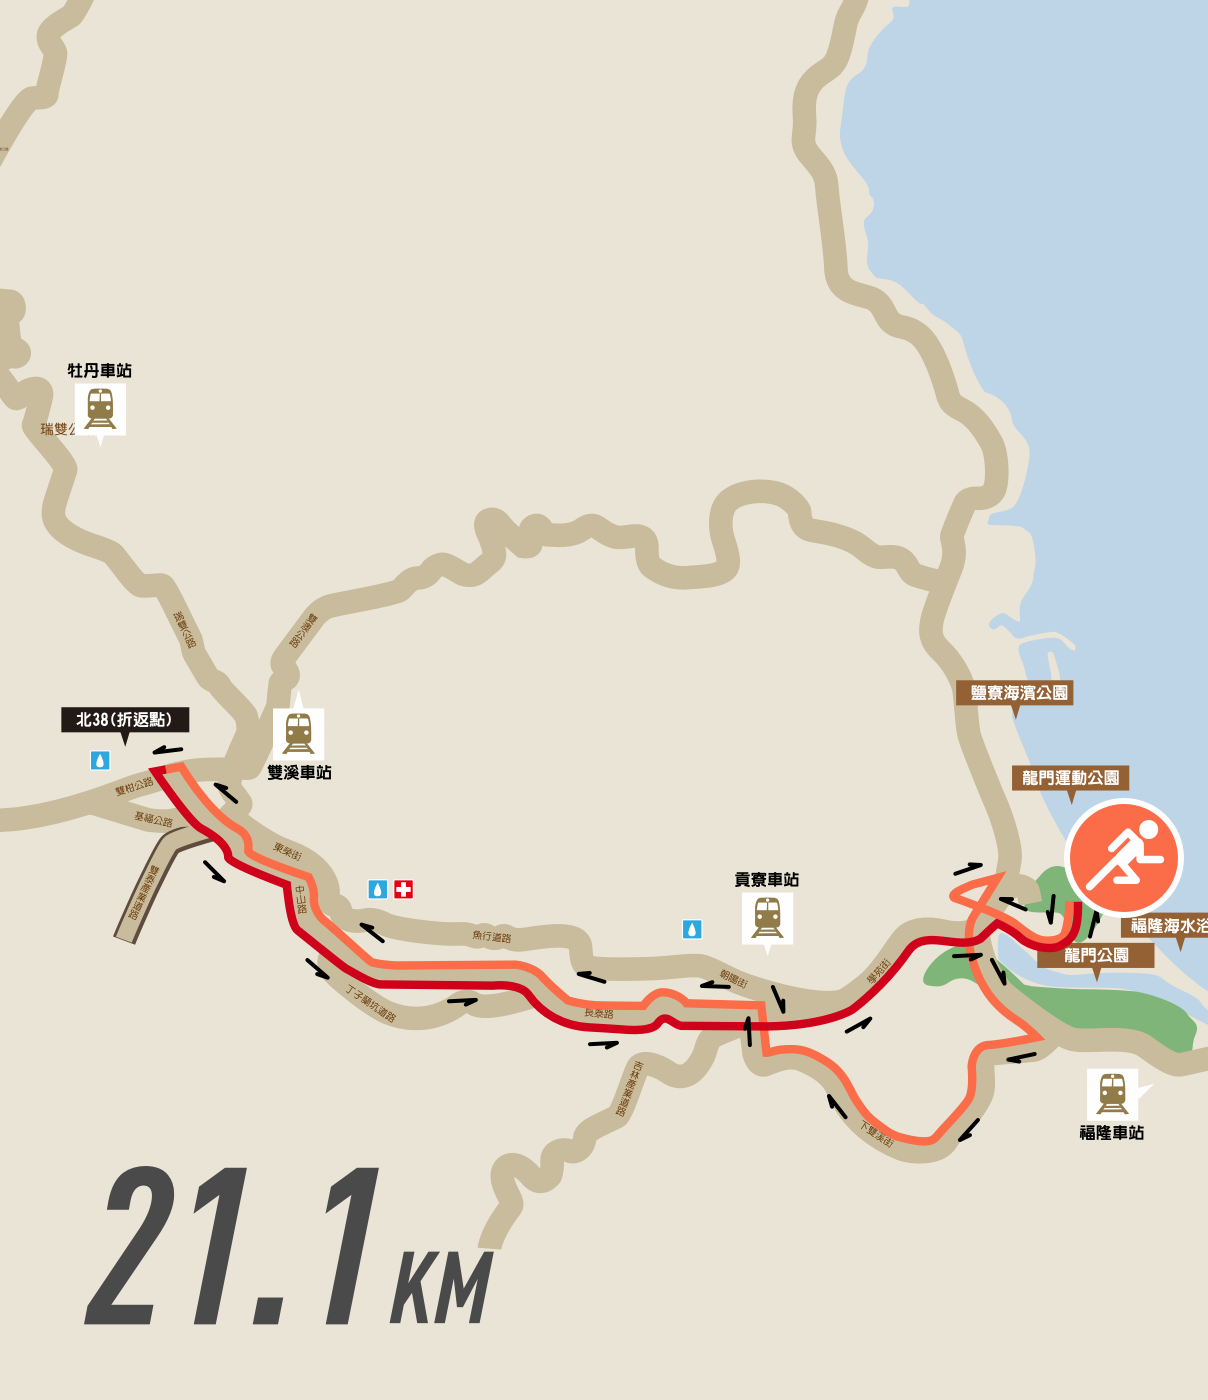 牡丹車站
瑞雙公
瑞雙公路
雙澳公路
鹽寮海濱公園
北38(折返點)
雙溪車站
龍門運動公園
雙柑公路
基福公路
東榮街
雙泰產業道路
中山路
貢寮車站
福隆海水浴
魚行道路
龍門公園
學苑街
朝陽街
丁子蘭坑道路
長泰路
吉林產業道路
下雙溪街
福隆車站
21.1KM